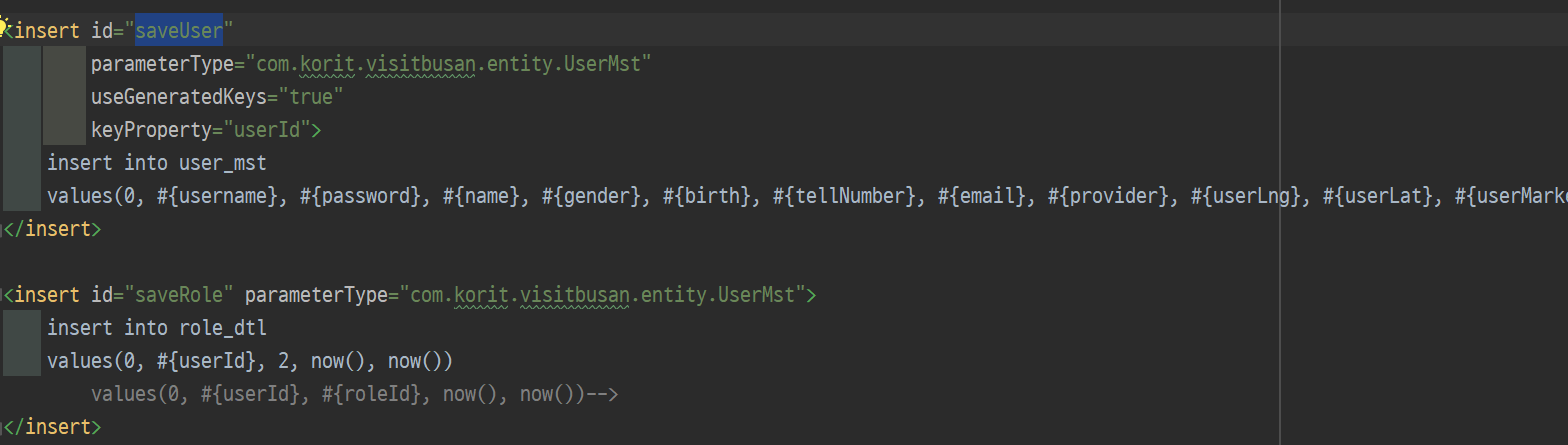 <insert id="saveUser"
parameterType="com.korit.visitbusan.entity.UserMst"
useGeneratedKeys="true"
keyProperty="userId">
insert into user_mst
values(0, #{username}, #{password}, #{name}, #{gender}, #{birth}, #{tellNumber}, #{email}, #{provider}, #{userLng}, #{userLat},
</insert>
<insert id="saveRole" parameterType="com.korit.visitbusan.entity.UserMst">
insert into role_dtl
values(0, #{userId}, 2, now(), now())
values(0, #{userId}, #{roleId}, now(), now())-->
</insert>